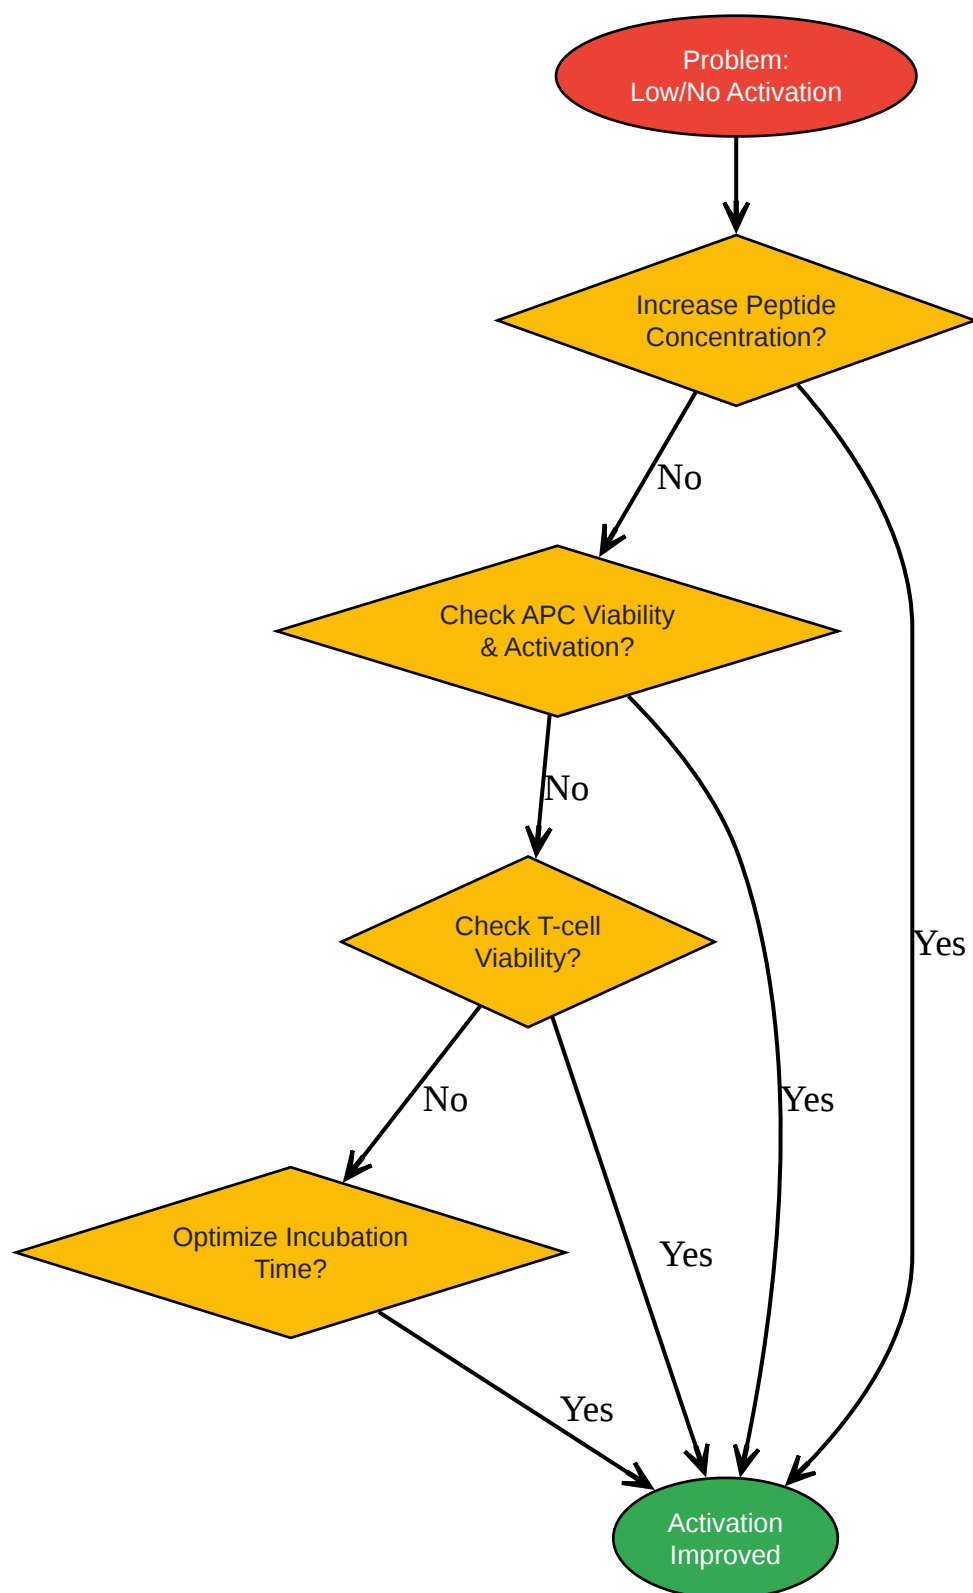 Problem:
Low/No Activation
Increase Peptide
Concentration?
No
Check APC Viability
& Activation?
No
Check T-cell
Viability?
Yes
No
Yes
Optimize Incubation
Time?
Yes
Yes
Activation
Improved